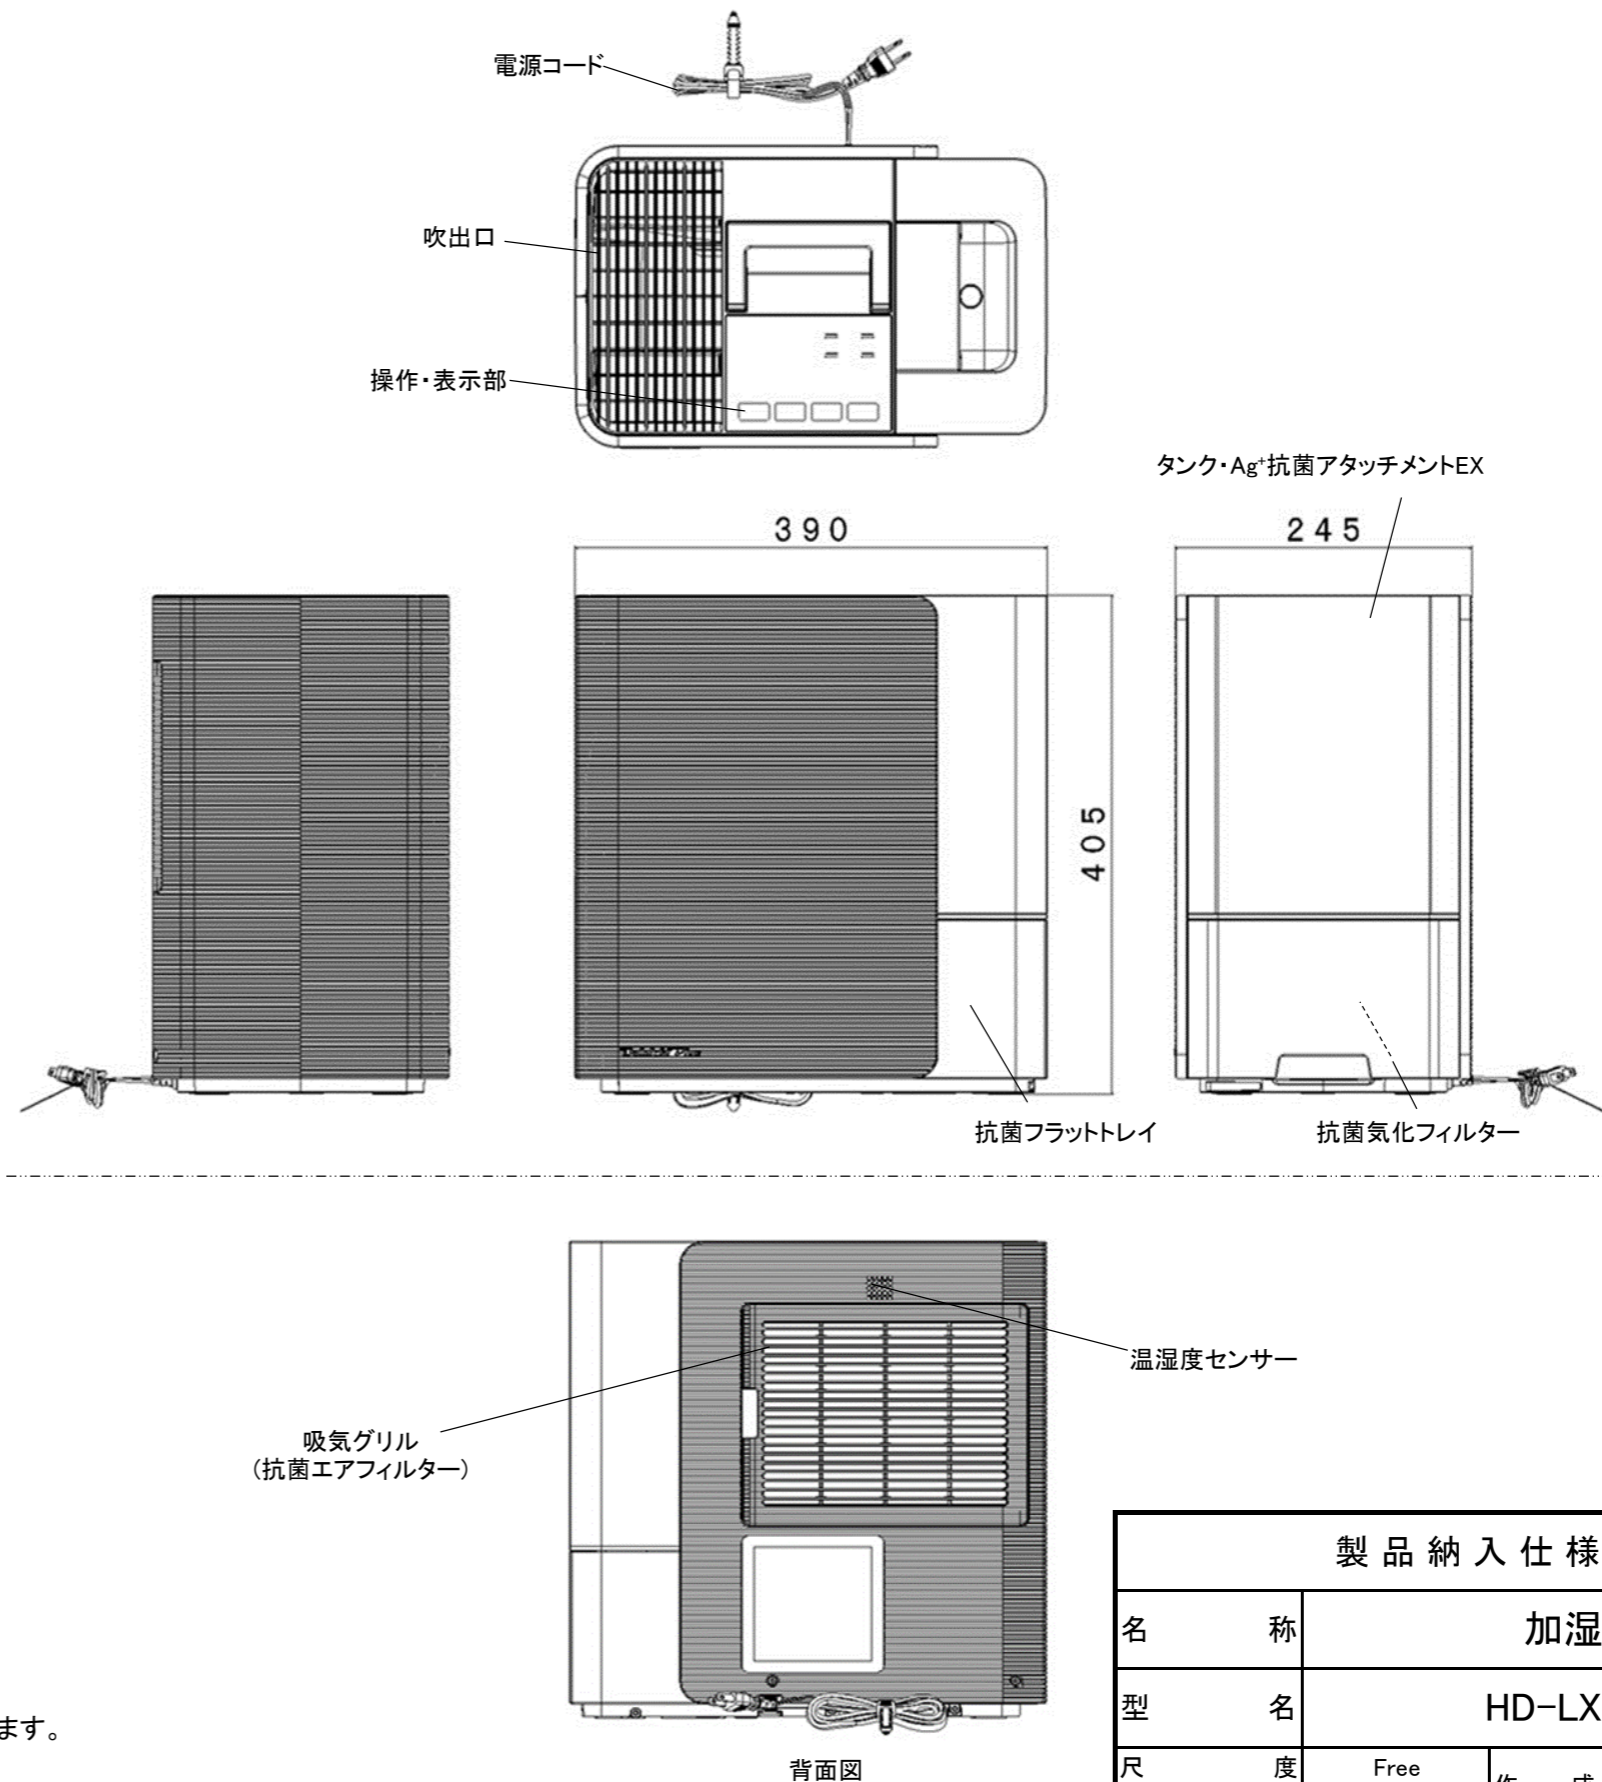 電源コード
吹出口
操作・表示部
タンク・Ag⁺抗菌アタッチメントEX
390
245
405
抗菌フラットトレイ
抗菌気化フィルター
温湿度センサー
吸気グリル
(抗菌エアフィルター)
製品納入仕様
名 称 加湿
型 名 HD-LX
ます。
尺 度 Free
背面図